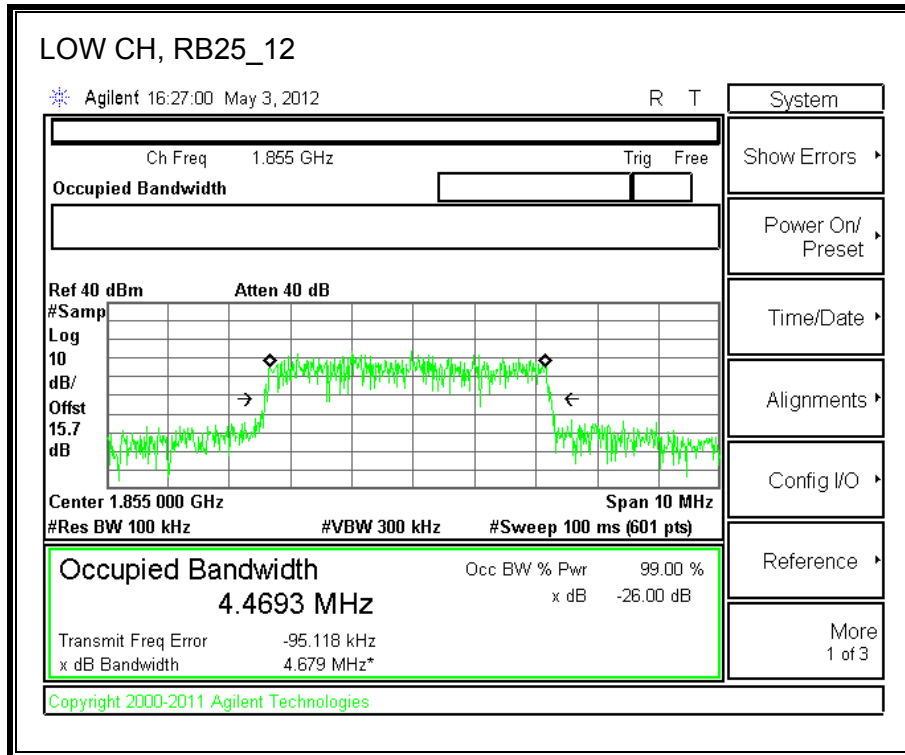 LOW CH, RB25_12
Agilent 16:27:00 May 3, 2012 R T
System
Ch Freq 1.855 GHz Trig Free
Show Errors
Occupied Bandwidth
Power On/
Preset
Ref 40 dBm Atten 40 dB
#Samp
Log
10
dB/
Offst
15.7
dB
Time/Date
Alignments
Config I/O
Center 1.855 000 GHz Span 10 MHz
#Res BW 100 kHz #VBW 300 kHz #Sweep 100 ms (601 pts)
Occupied Bandwidth Occ BW % Pwr 99.00 %
4.4693 MHz x dB -26.00 dB
Reference
Transmit Freq Error -95.118 kHz
x dB Bandwidth 4.679 MHz*
More
1 of 3
Copyright 2000-2011 Agilent Technologies